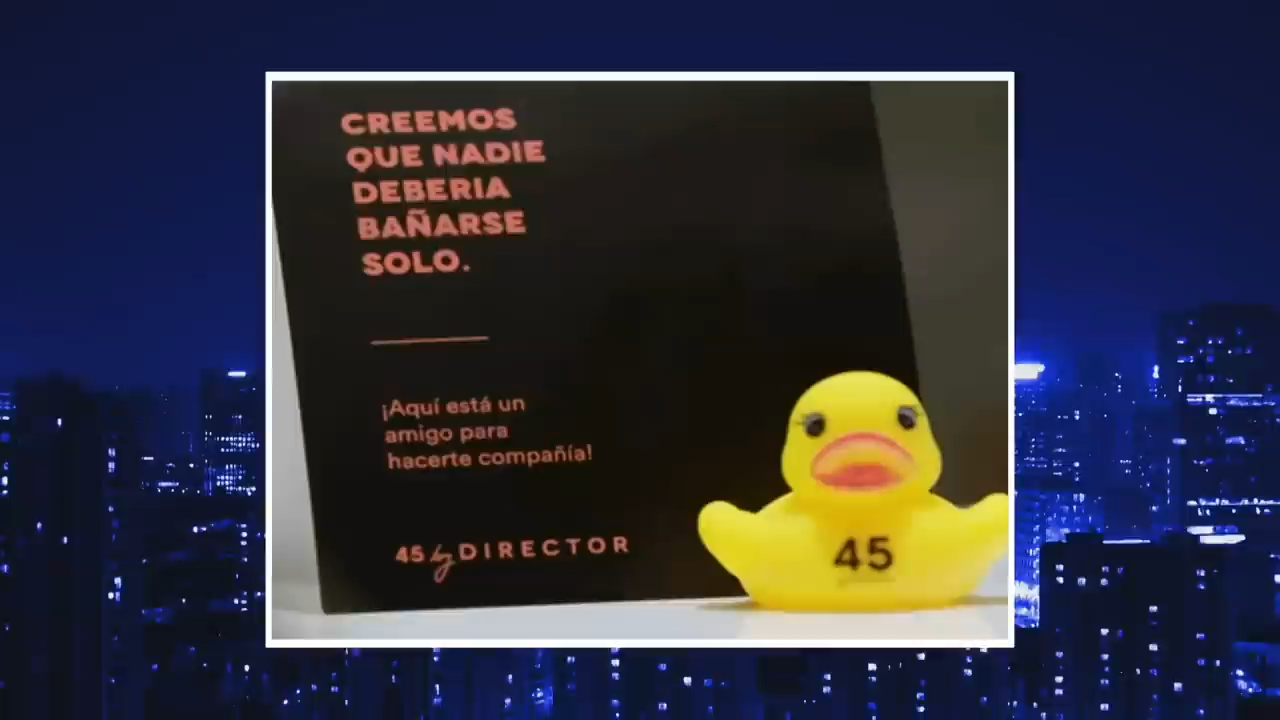 CREEMOS
QUE NADIE
DEBERIA
BAÑARSE
SOLO.
¡Aquí está un
amigo para
hacerte compañía!
45 by DIRECTOR
45